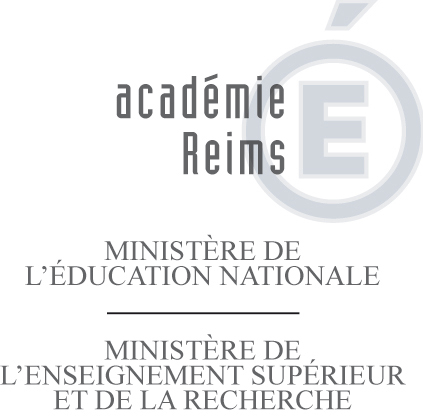 académie
Reims
É
MINISTÈRE DE
L'ÉDUCATION NATIONALE
MINISTÈRE DE
L'ENSEIGNEMENT SUPÉRIEUR
ET DE LA RECHERCHE